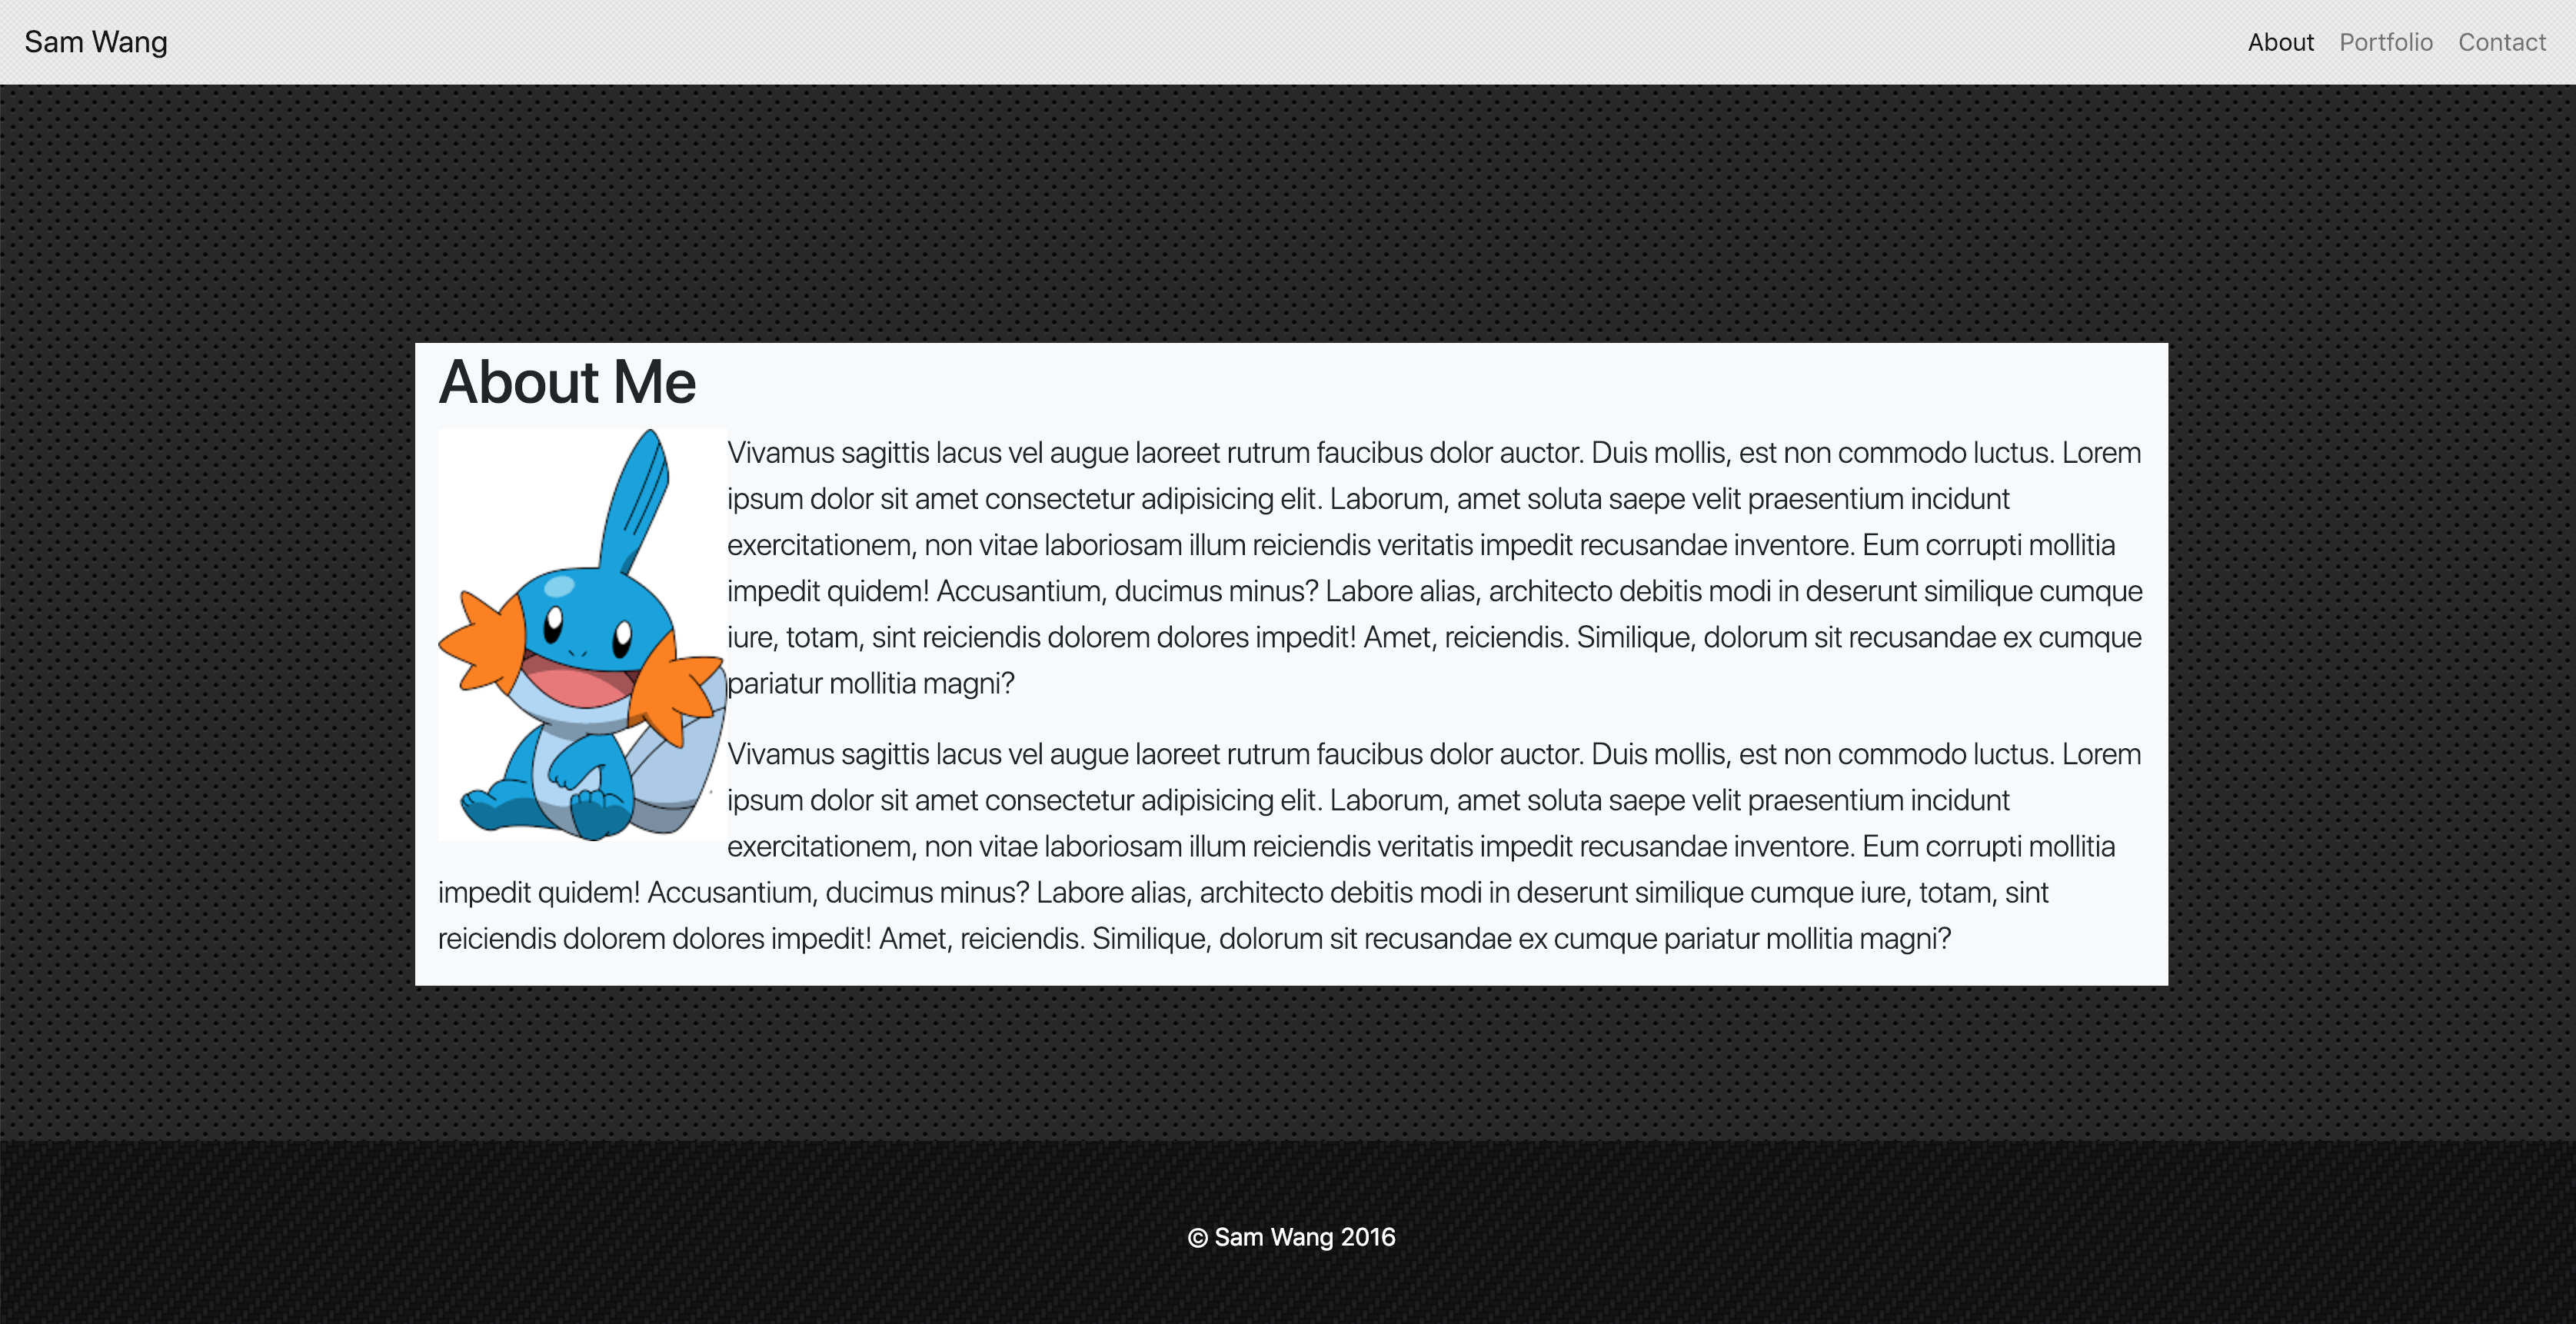 Sam Wang
About Portfolio Contact
About Me
Vivamus sagittis lacus vel augue laoreet rutrum faucibus dolor auctor. Duis mollis, est non commodo luctus. Lorem
ipsum dolor sit amet consectetur adipisicing elit. Laborum, amet soluta saepe velit praesentium incidunt
exercitationem, non vitae laboriosam illum reiciendis veritatis impedit recusandae inventore. Eum corrupti mollitia
impedit quidem! Accusantium, ducimus minus? Labore alias, architecto debitis modi in deserunt similique cumque
iure, totam, sint reiciendis dolorem dolores impedit! Amet, reiciendis. Similique, dolorum sit recusandae ex cumque
pariatur mollitia magni?
Vivamus sagittis lacus vel augue laoreet rutrum faucibus dolor auctor. Duis mollis, est non commodo luctus. Lorem
ipsum dolor sit amet consectetur adipisicing elit. Laborum, amet soluta saepe velit praesentium incidunt
exercitationem, non vitae laboriosam illum reiciendis veritatis impedit recusandae inventore. Eum corrupti mollitia
impedit quidem! Accusantium, ducimus minus? Labore alias, architecto debitis modi in deserunt similique cumque iure, totam, sint
reiciendis dolorem dolores impedit! Amet, reiciendis. Similique, dolorum sit recusandae ex cumque pariatur mollitia magni?
© Sam Wang 2016